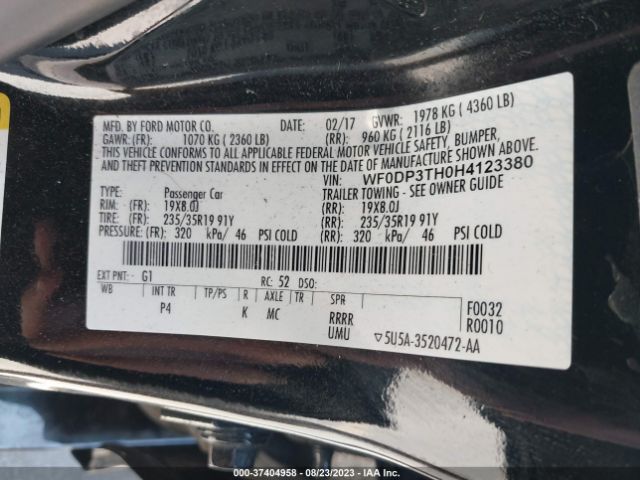 MFD. BY FORD MOTOR CO. DATE: 02/17 GVWR: 1978 KG ( 4360 LB)
GAWR: (FR): 1070 KG ( 2360 LB) (RR): 960 KG ( 2116 LB)
THIS VEHICLE CONFORMS TO ALL APPLICABLE FEDERAL MOTOR VEHICLE SAFETY, BUMPER,
AND THEFT PREVENTION STANDARDS IN EFFECT ON THE DATE OF MANUFACTURE SHOWN ABOVE.
VIN: WF0DP3TH0H4123380
TYPE: Passenger Car TRAILER TOWING - SEE OWNER GUIDE
RIM: (FR): 19X8.0J (RR): 19X8.0J
TIRE: (FR): 235/35R19 91Y (RR): 235/35R19 91Y
PRESSURE: (FR): 320 kPa/ 46 PSI COLD (RR): 320 kPa/ 46 PSI COLD
EXT PNT: G1 RC: 52 DSO:
WB INT TR TP/PS R AXLE TR SPR F0032
P4 K MC RRRR R0010
UMU ▽5U5A-3520472-AA
000-37404958 - 08/23/2023 - IAA Inc.